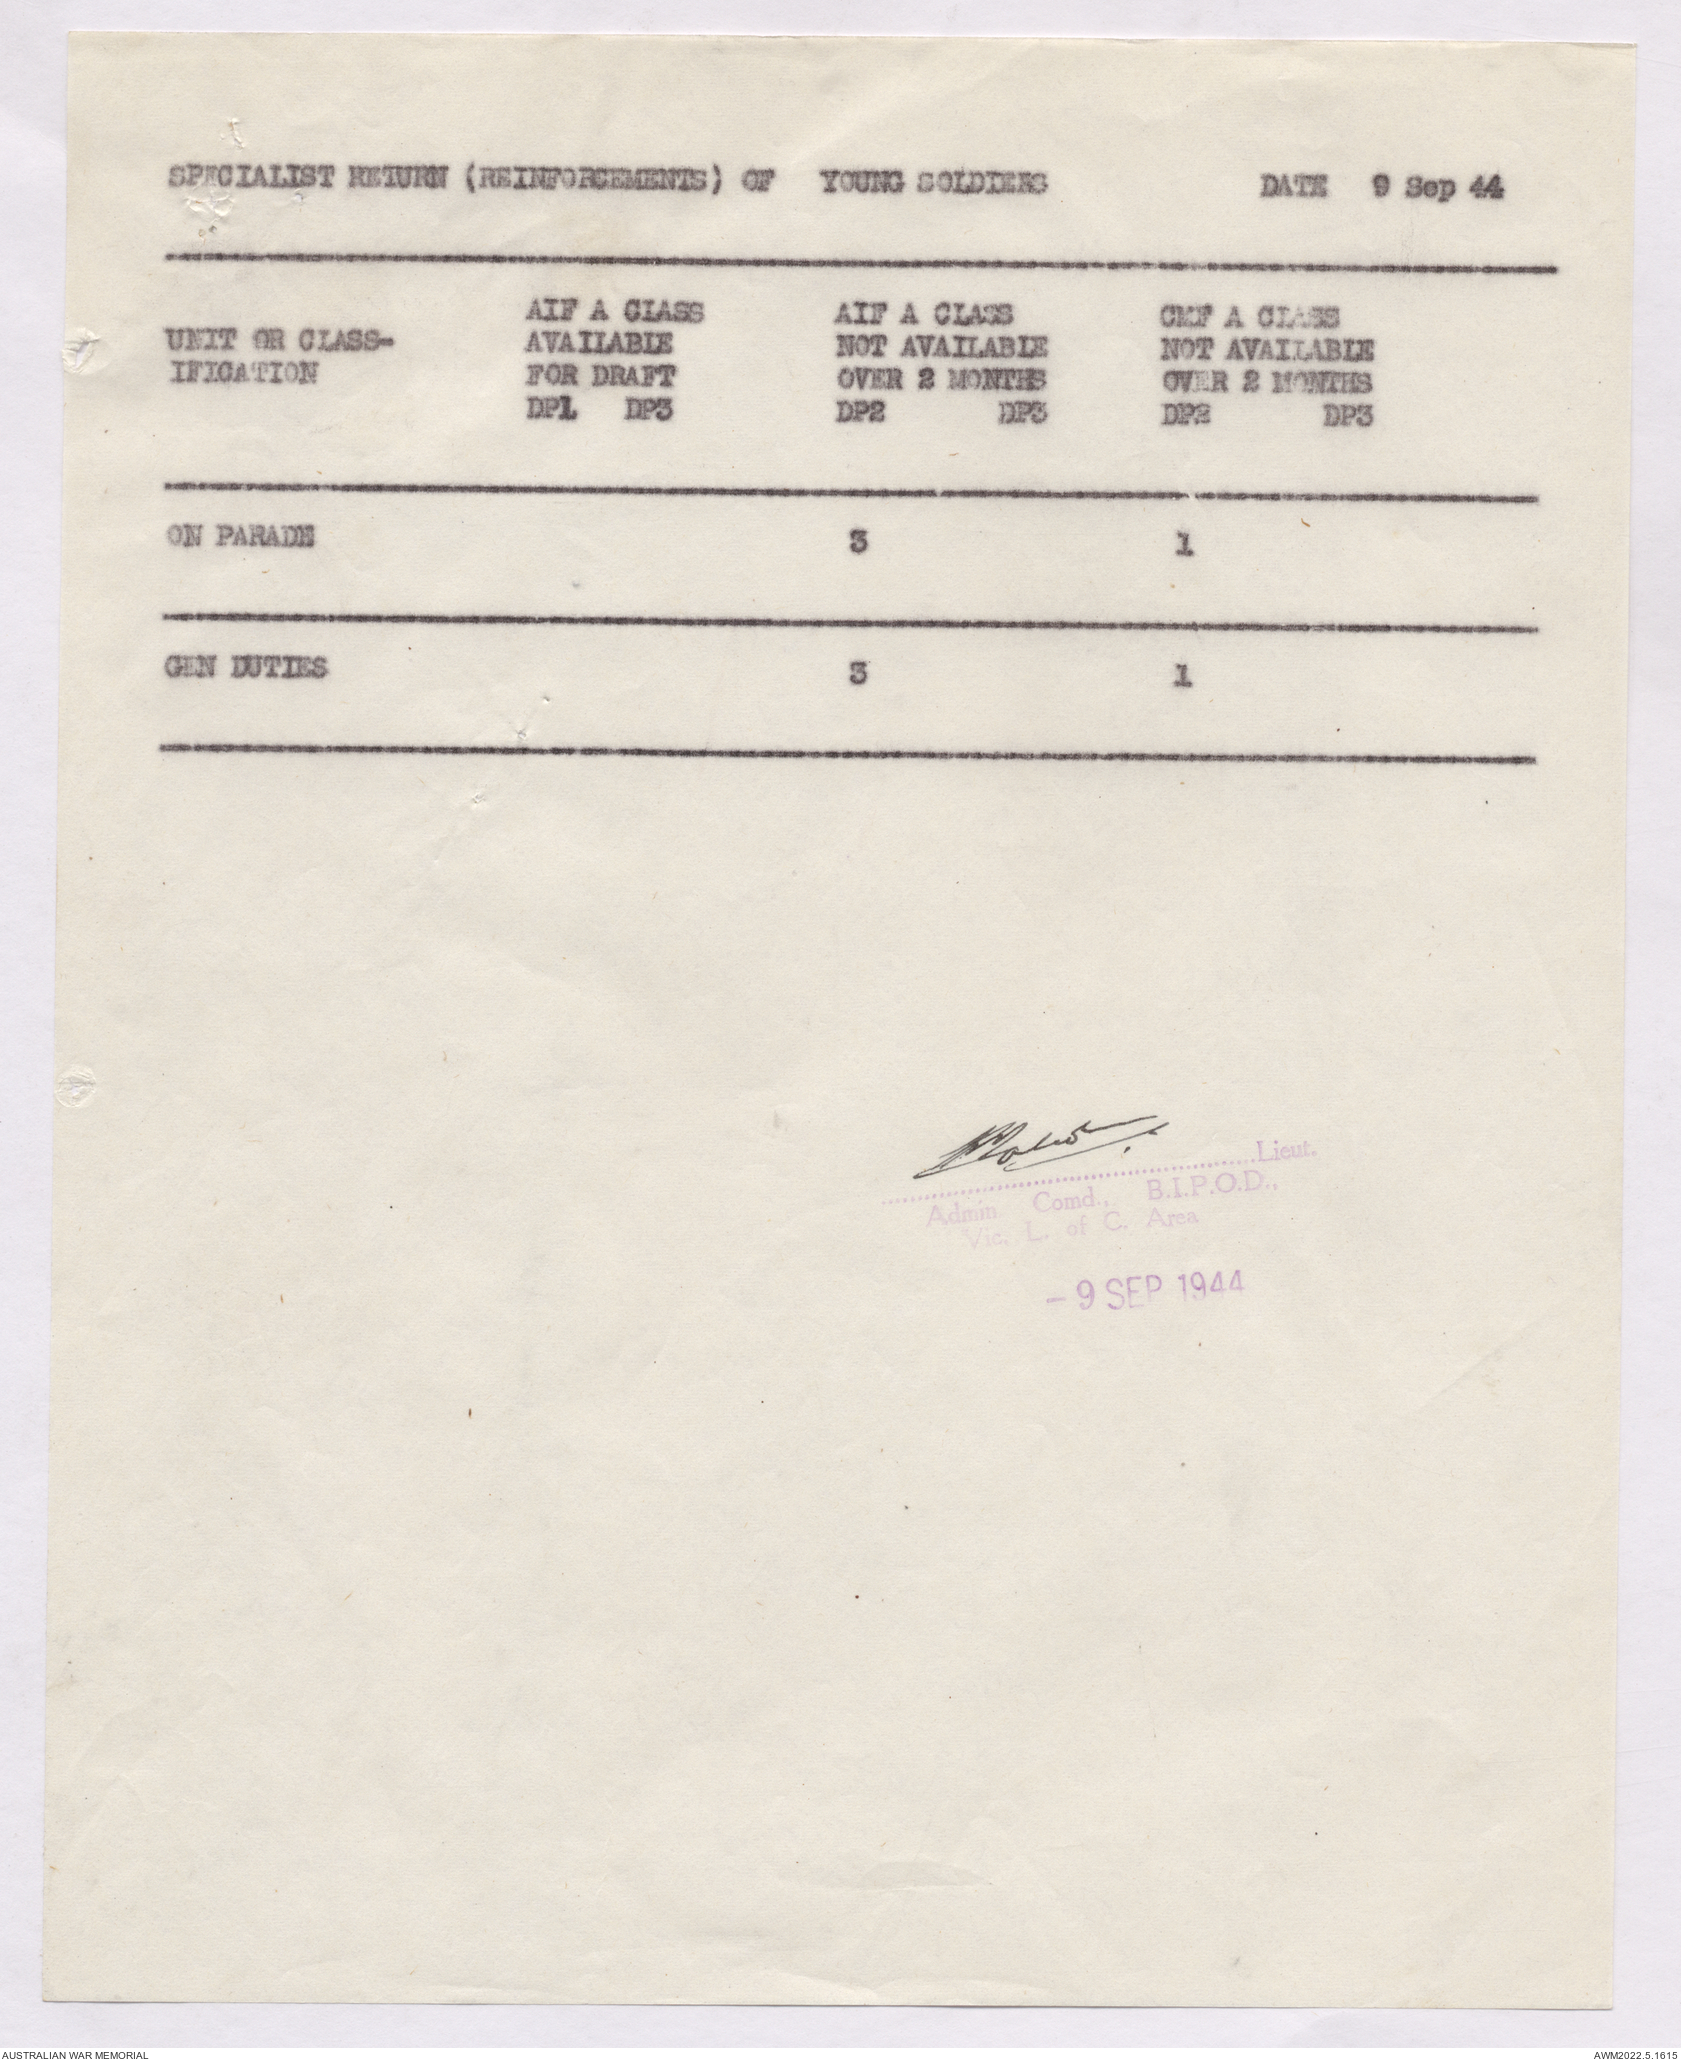 SPECIALIST RETURN (REINFORCEMENTS) OF YOUNG SOLDIERS DATE 9 Sep 44
UNIT OR CLASS-
IFICATION
AIF A CLASS
AVAILABLE
FOR DRAFT
DP1 DP3
AIF A CLASS
NOT AVAILABLE
OVER 2 MONTHS
DP2 DP3
CMF A CLASS
NOT AVAILABLE
OVER 2 MONTHS
DP2 DP3
ON PARADE 3 1
GEN DUTIES 3 1
Lieut.
Admin Comd., B.I.P.O.D.,
Vic. L. of C. Area
- 9 SEP 1944
AUSTRALIAN WAR MEMORIAL AWM2022.5.1615